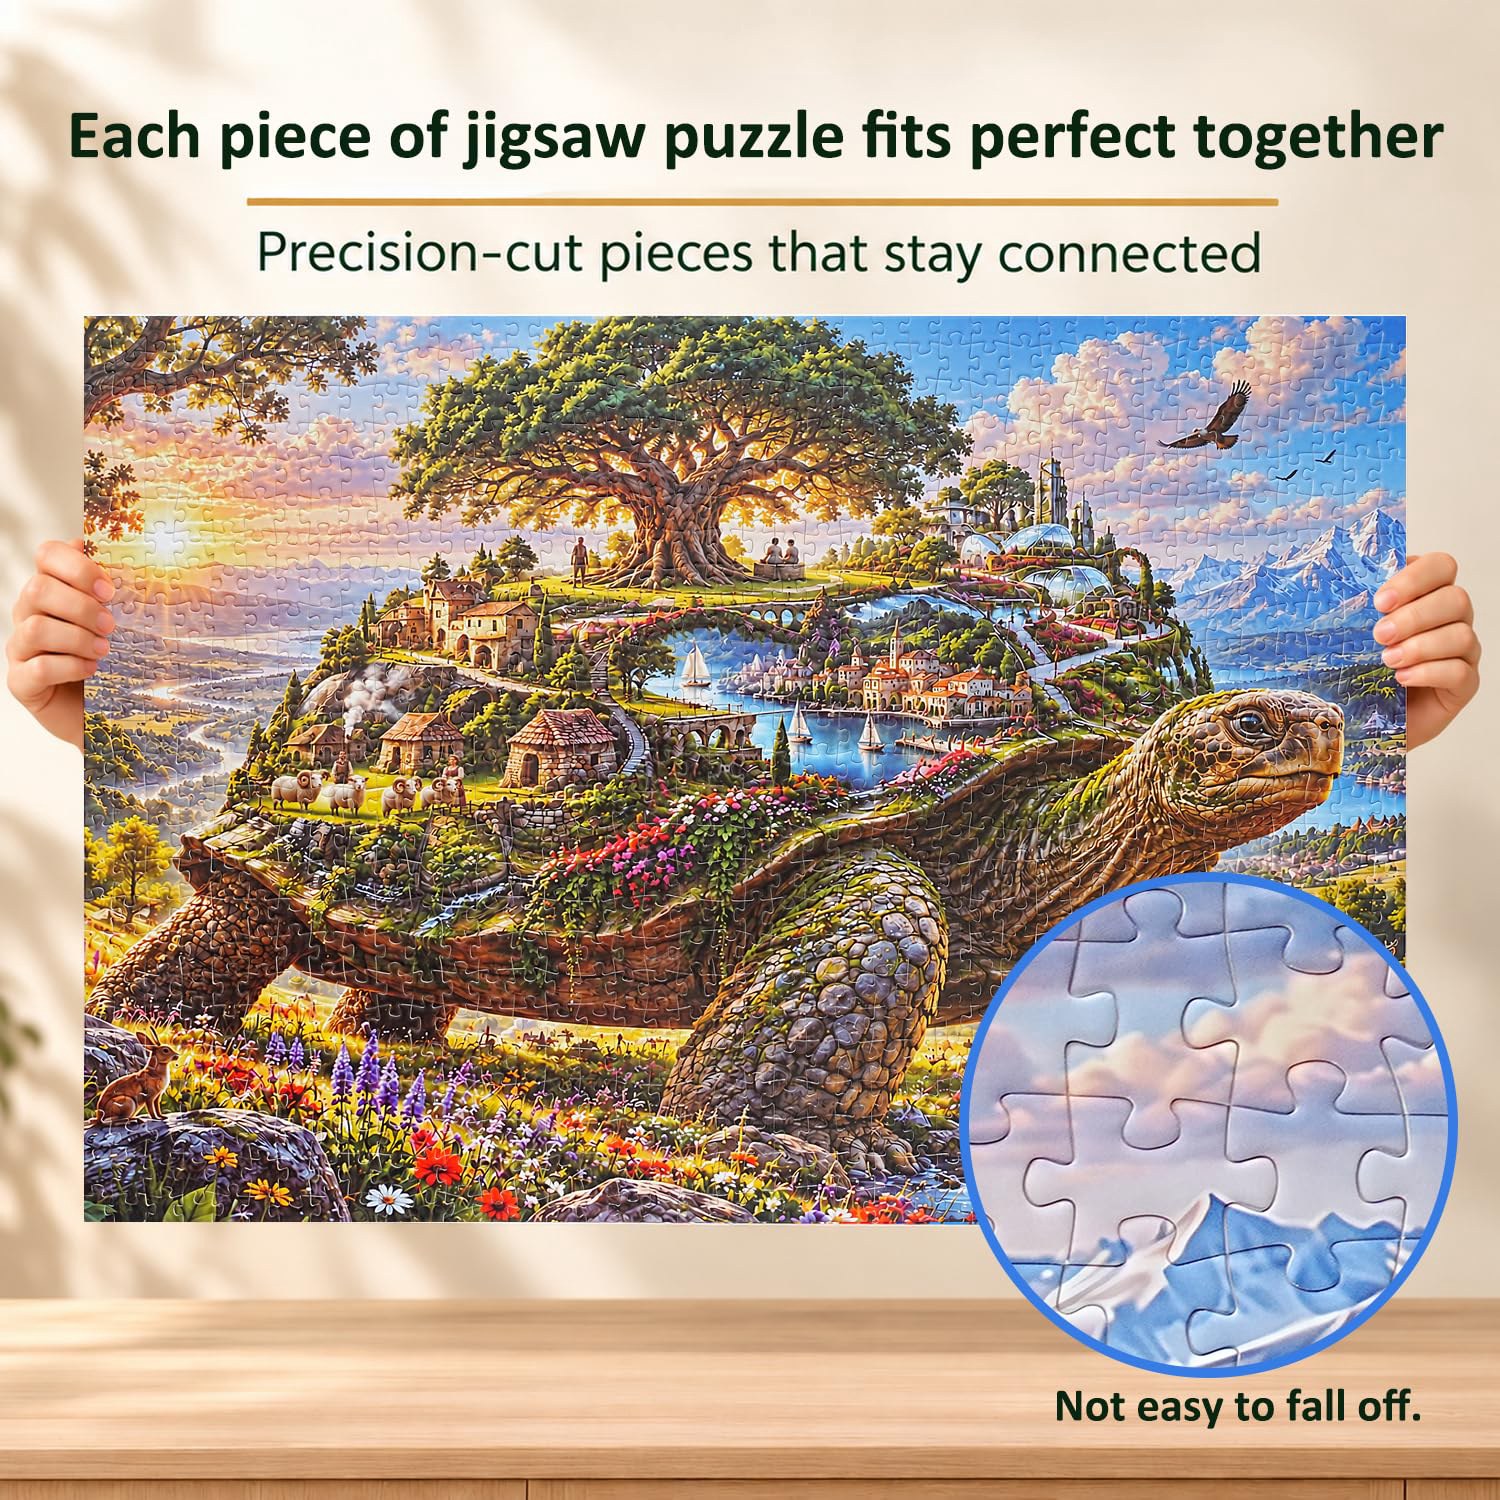 Each piece of jigsaw puzzle fits perfect together
Precision-cut pieces that stay connected
Not easy to fall off.